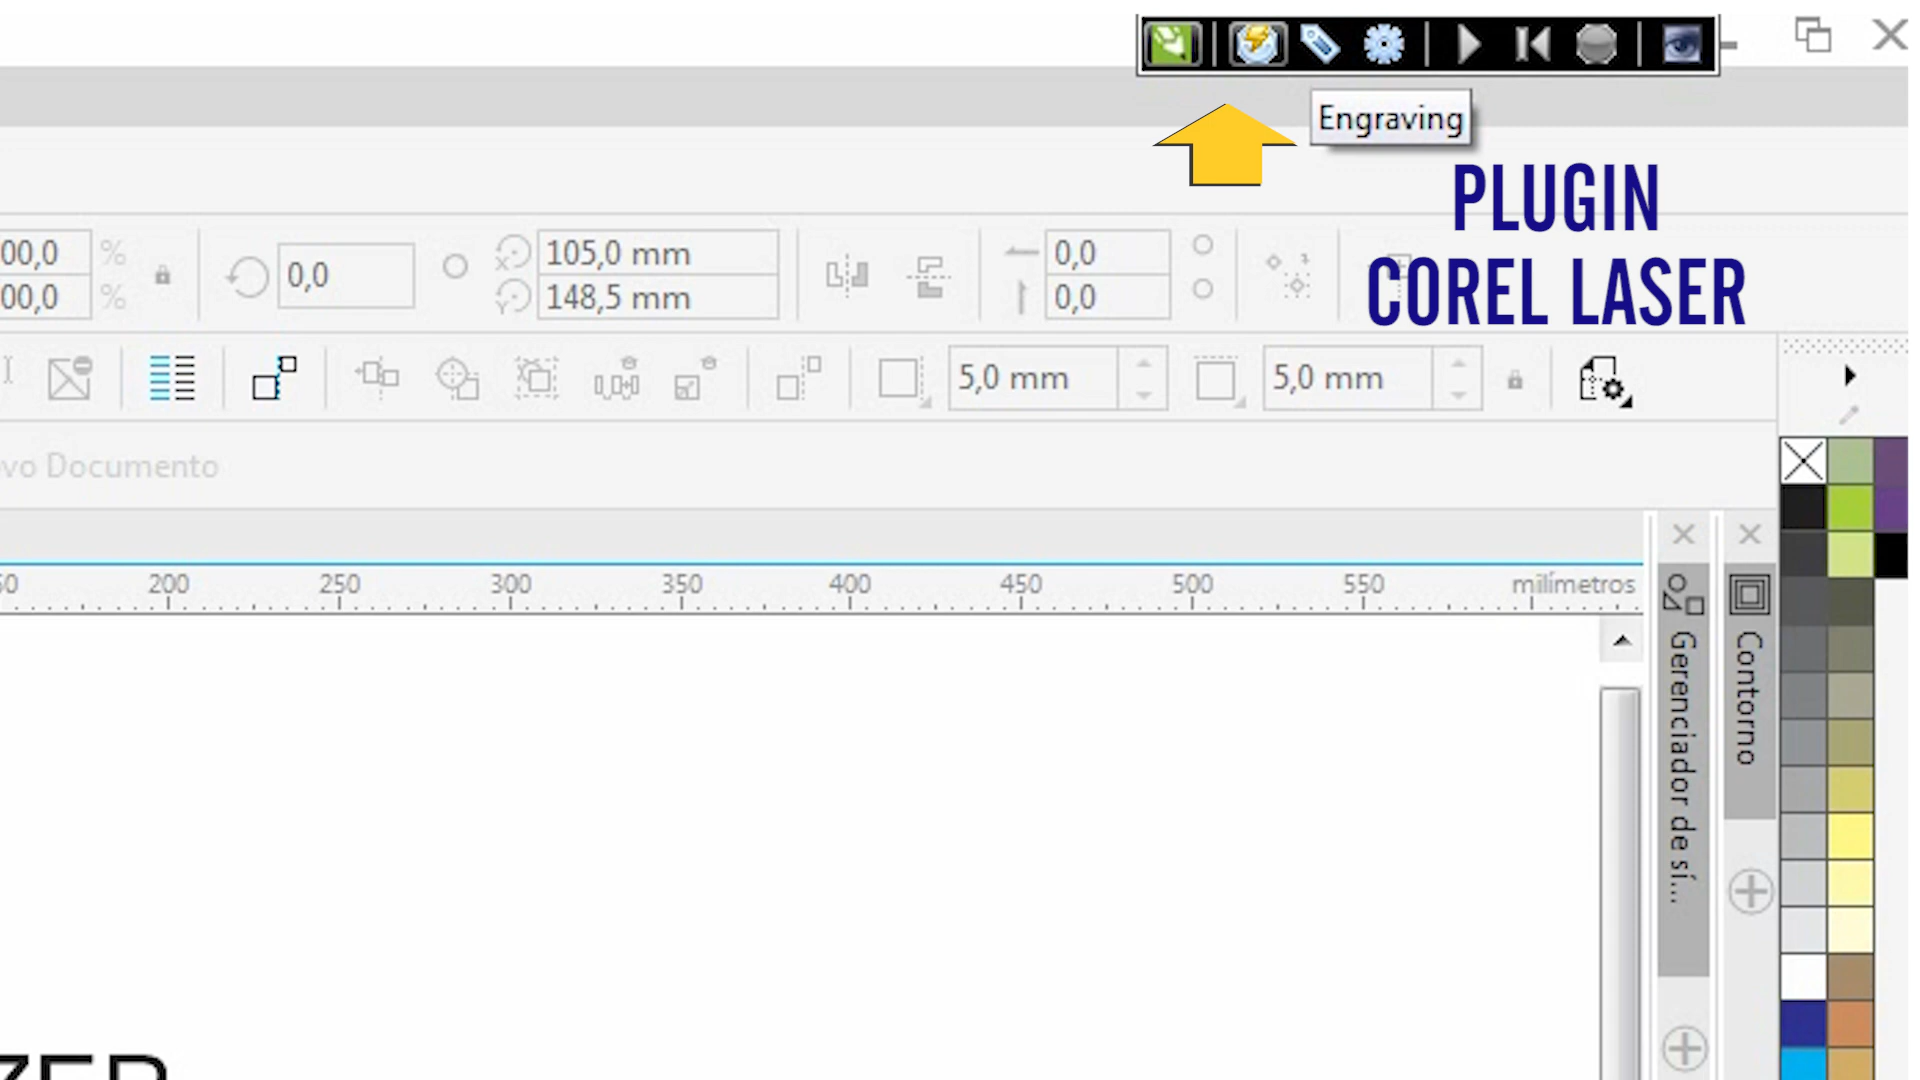 Engraving
PLUGIN
COREL LASER
00,0 %
00,0 %
0,0
x 105,0 mm
y 148,5 mm
0,0
0,0
5,0 mm
5,0 mm
vo Documento
50 200 250 300 350 400 450 500 550 milímetros
Gerenciador de sí...
Contorno
ZER